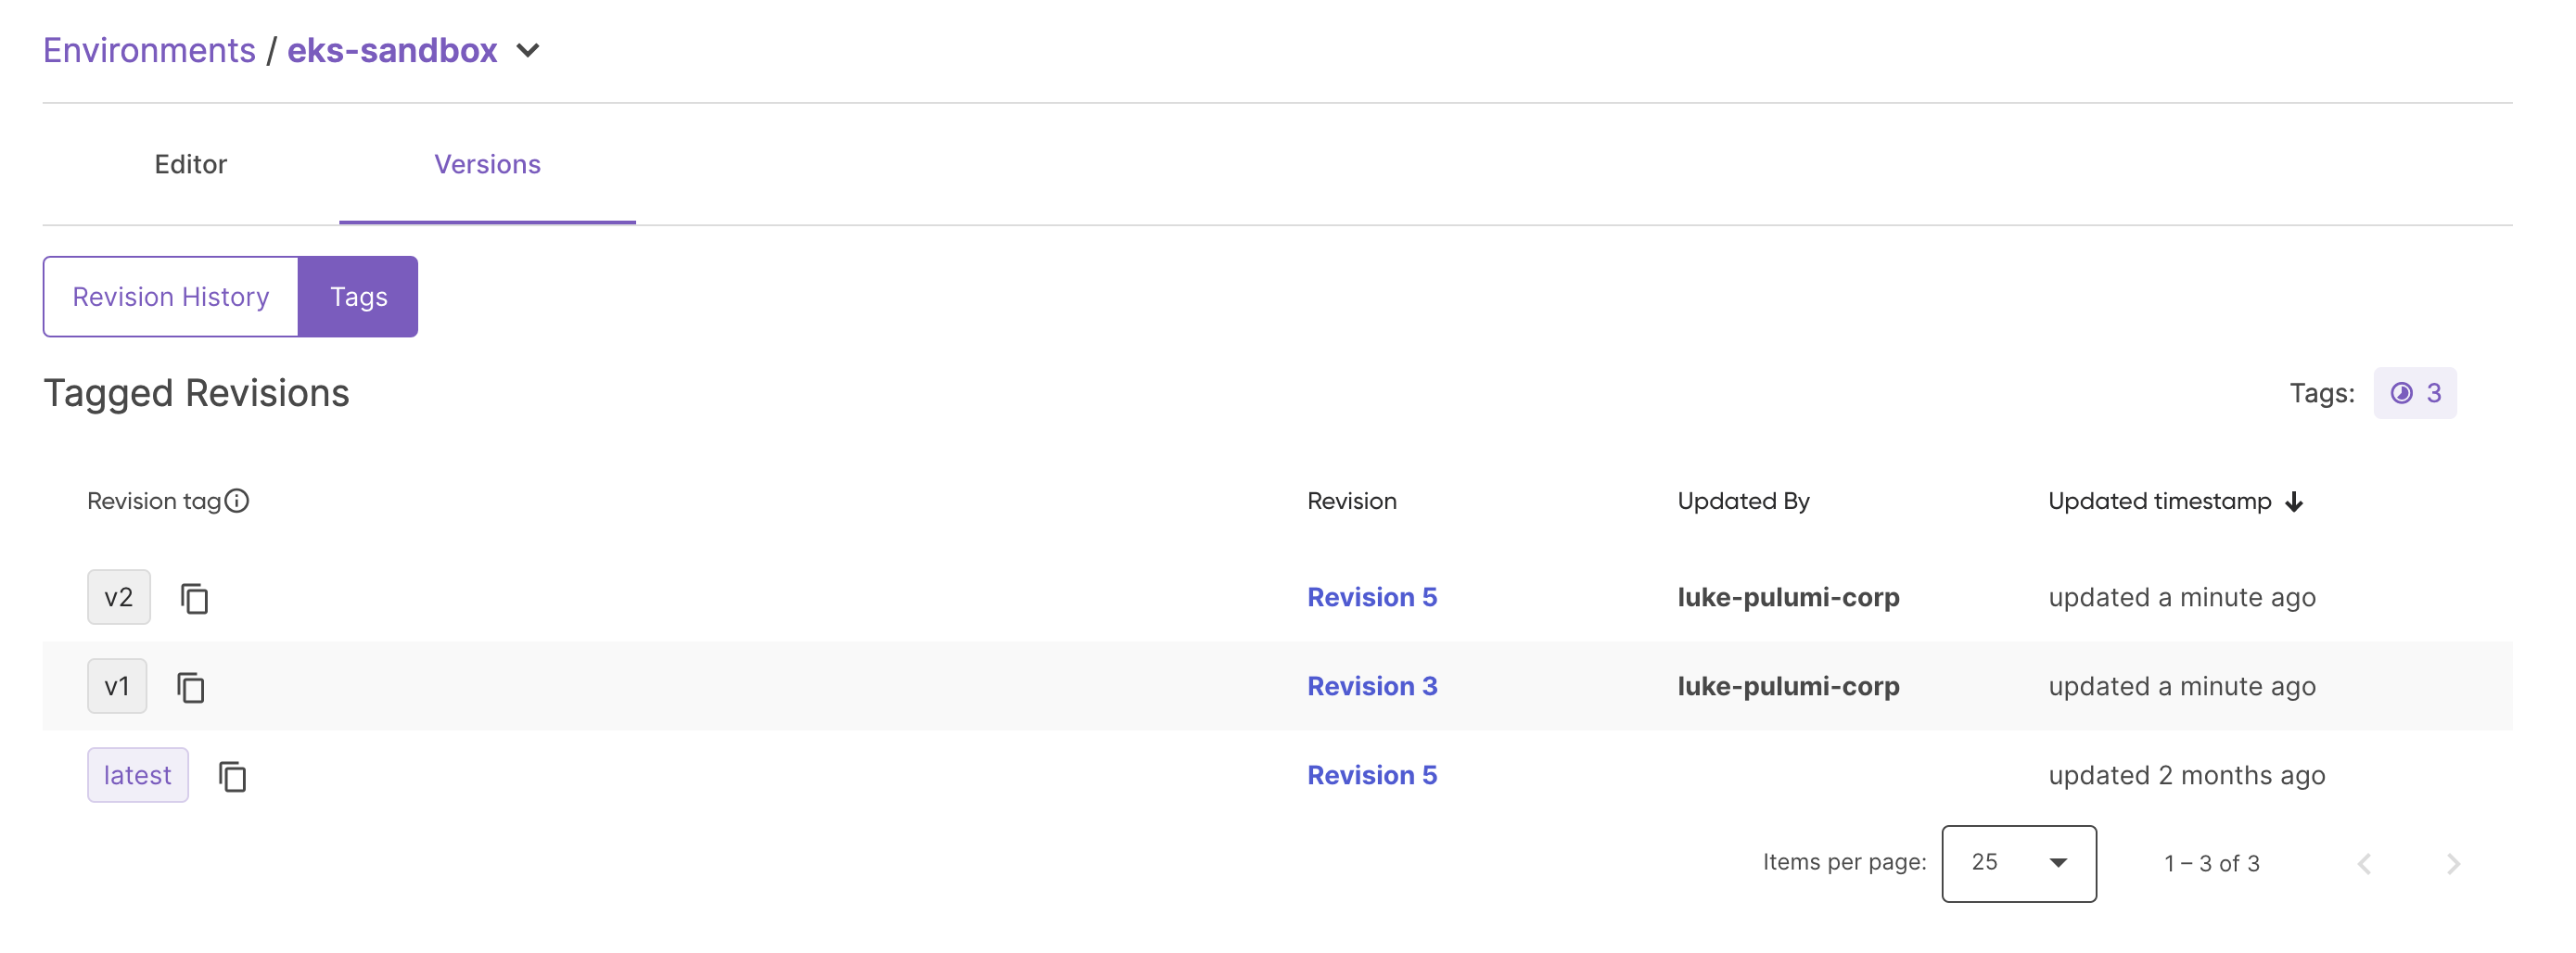 Environments / eks-sandbox
Editor Versions
Revision History Tags
Tagged Revisions Tags: 3
Revision tag Revision Updated By Updated timestamp
v2 Revision 5 luke-pulumi-corp updated a minute ago
v1 Revision 3 luke-pulumi-corp updated a minute ago
latest Revision 5 updated 2 months ago
Items per page: 25 1 – 3 of 3